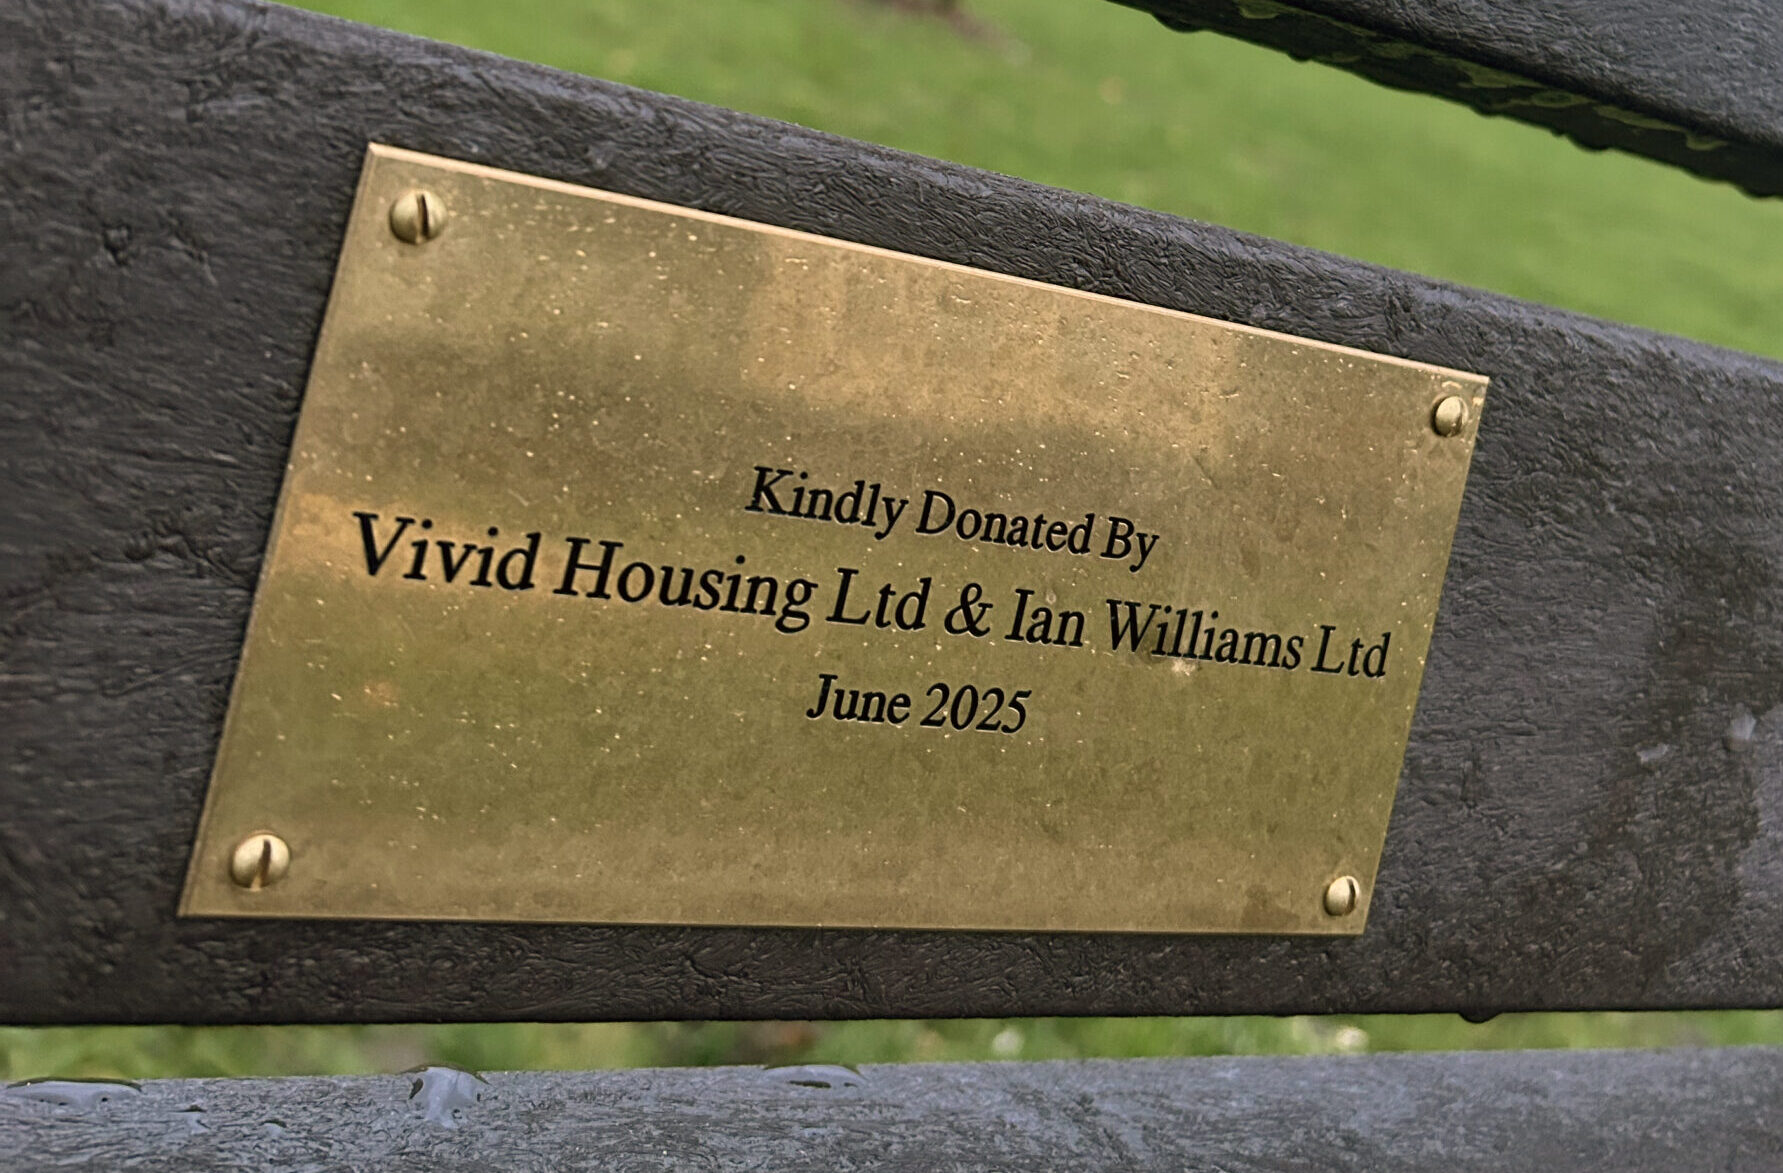 Kindly Donated By
Vivid Housing Ltd & Ian Williams Ltd
June 2025